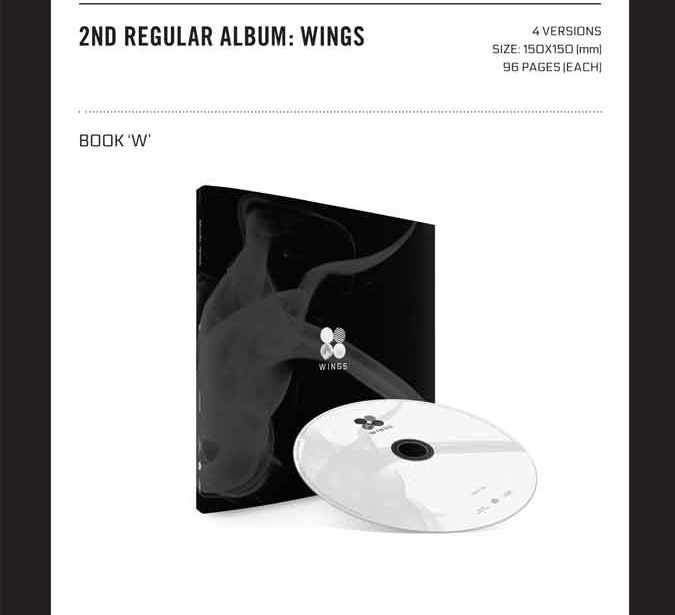 2ND REGULAR ALBUM: WINGS
4 VERSIONS
SIZE: 150X150 (mm)
96 PAGES (EACH)
BOOK 'W'
WINGS
WINGS